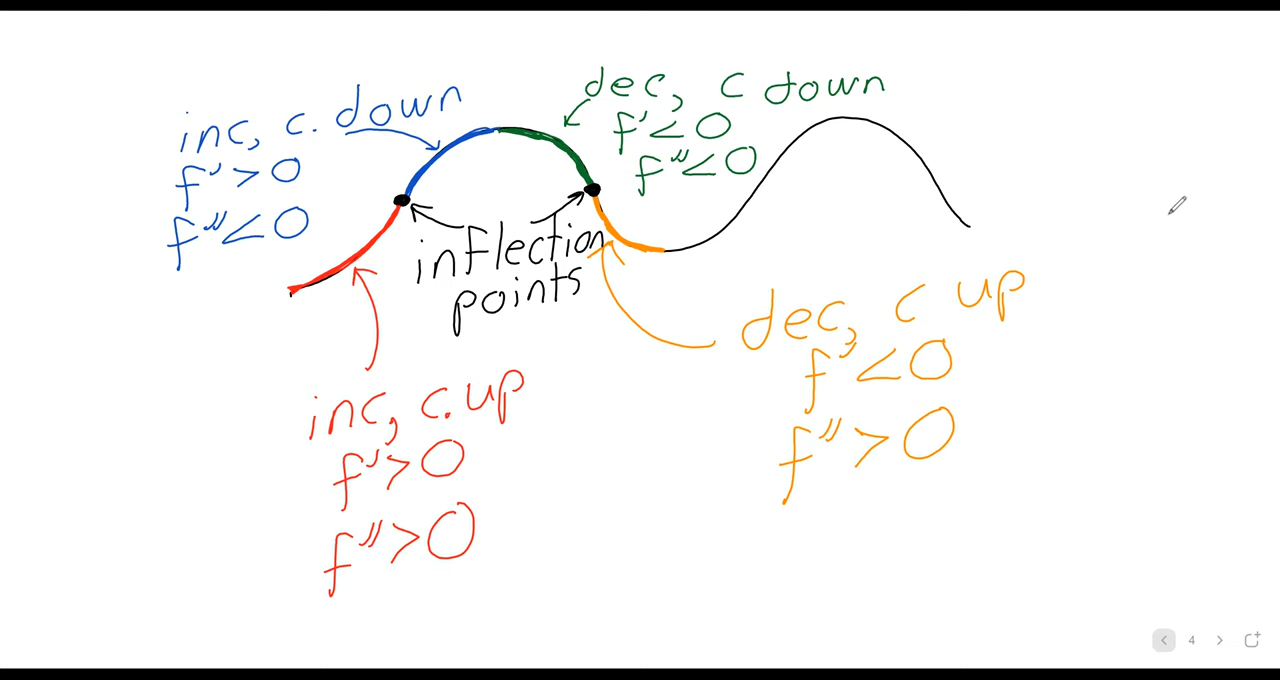 inc, c. down
f' > 0
f'' < 0
dec, c down
f' < 0
f'' < 0
inflection
points
inc, c. up
f' > 0
f'' > 0
dec, c up
f' < 0
f'' > 0
4